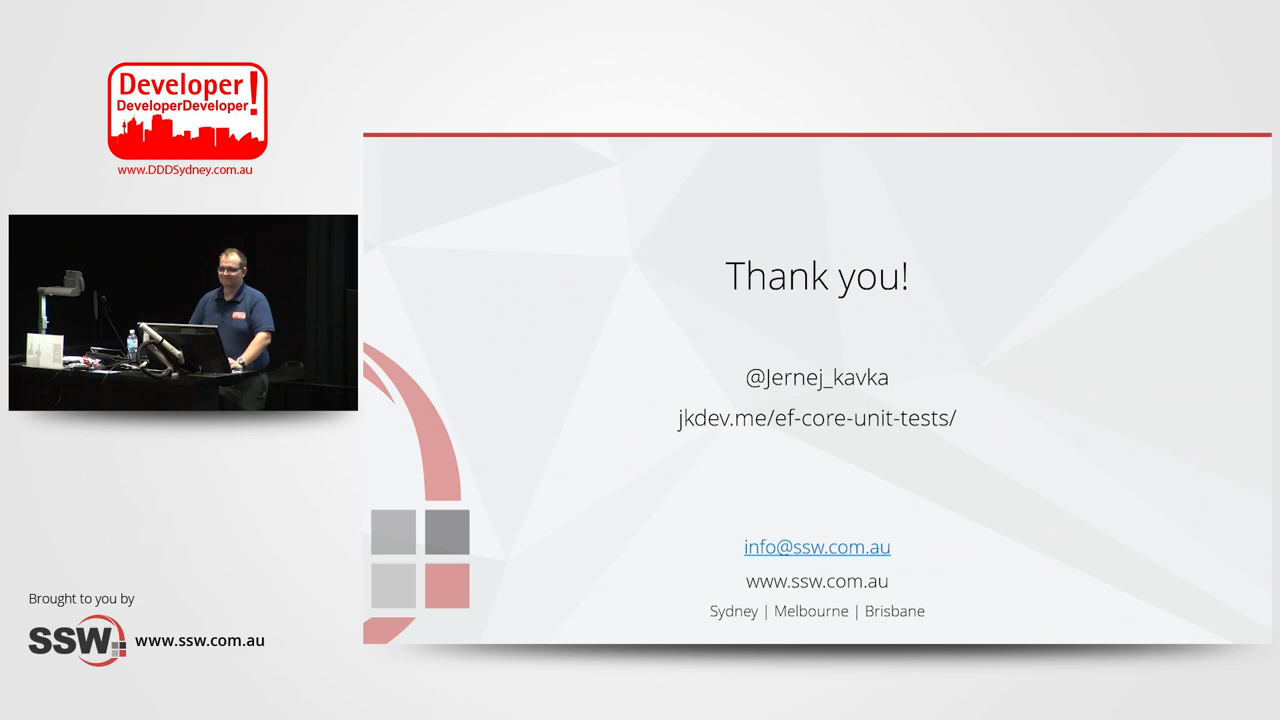 Developer!
DeveloperDeveloper
www.DDDSydney.com.au
Thank you!
@Jernej_kavka
jkdev.me/ef-core-unit-tests/
info@ssw.com.au
www.ssw.com.au
Sydney | Melbourne | Brisbane
Brought to you by
SSW
www.ssw.com.au